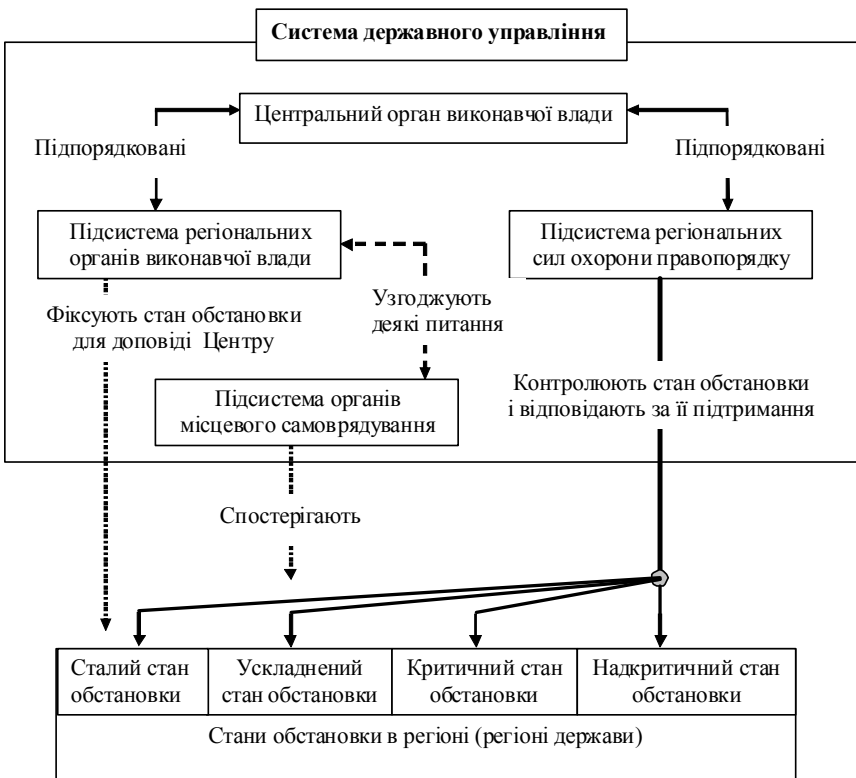 Система державного управління
Центральний орган виконавчої влади
Підпорядковані
Підпорядковані
Підсистема регіональних
органів виконавчої влади
Підсистема регіональних
сил охорони правопорядку
Узгоджують
деякі питання
Фіксують стан обстановки
для доповіді Центру
Підсистема органів
місцевого самоврядування
Контролюють стан обстановки
і відповідають за її підтримання
Спостерігають
Сталий стан
обстановки
Ускладнений
стан обстановки
Критичний стан
обстановки
Надкритичний стан
обстановки
Стани обстановки в регіоні (регіоні держави)